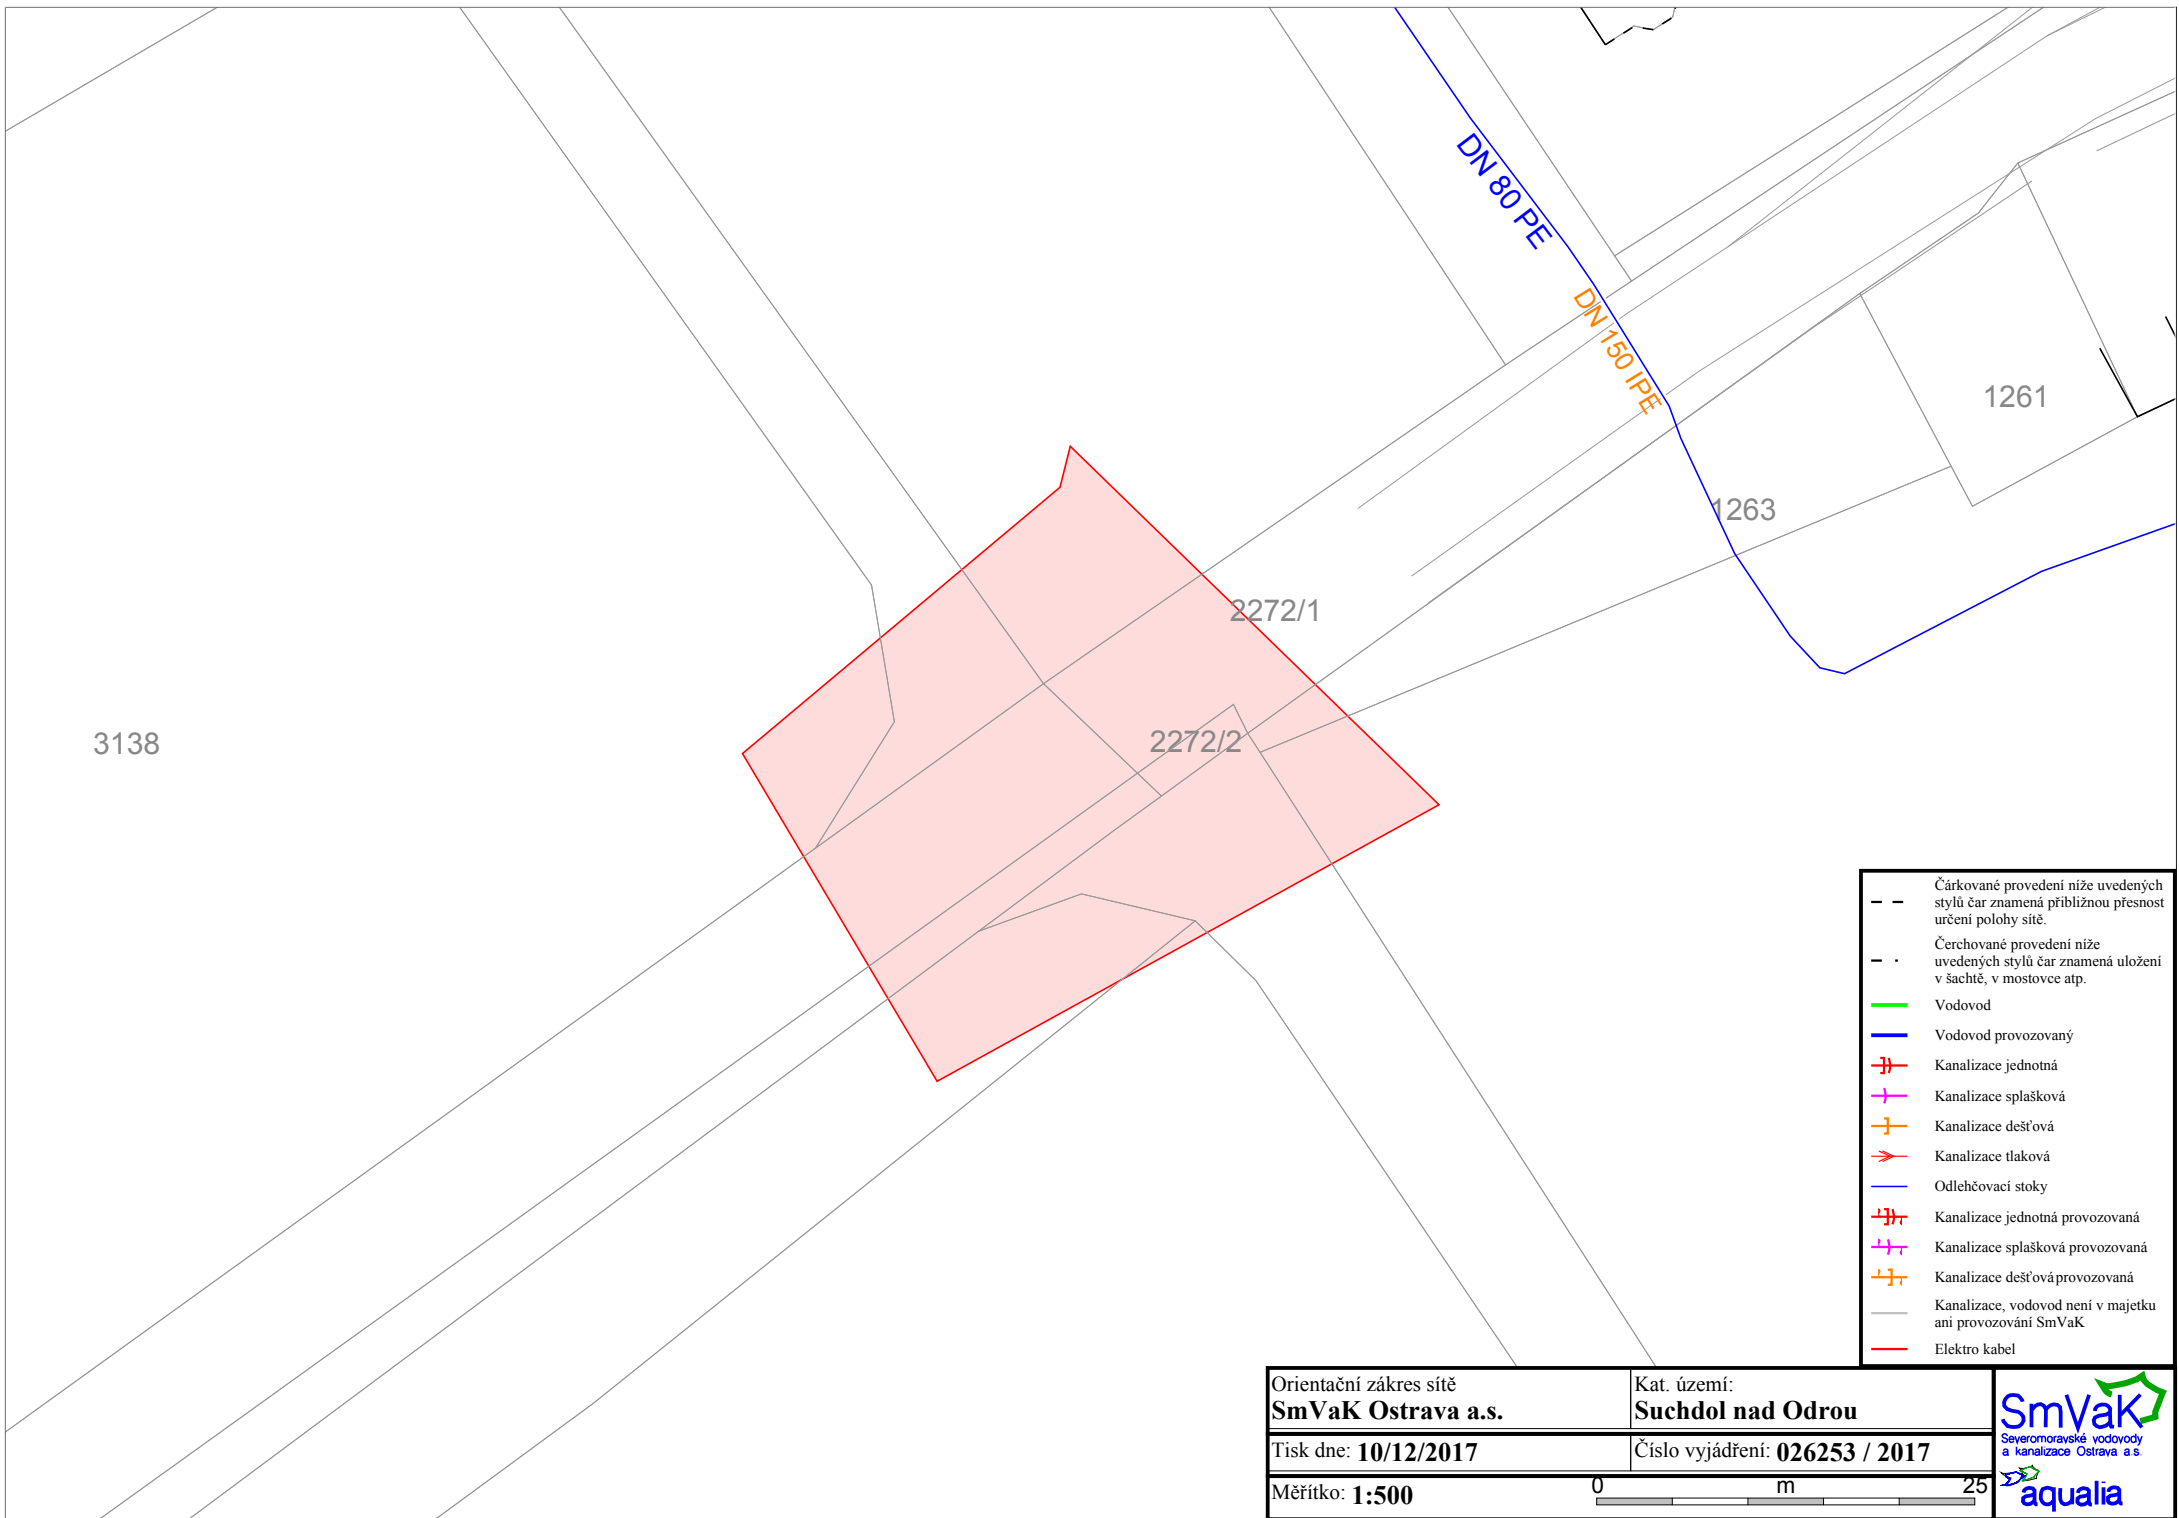 DN 80 PE
DN 150 IPE
1261
1263
2272/1
2272/2
3138
Čárkované provedení níže uvedených
stylů čar znamená přibližnou přesnost
určení polohy sítě.
Čerchované provedení níže
uvedených stylů čar znamená uložení
v šachtě, v mostovce atp.
Vodovod
Vodovod provozovaný
Kanalizace jednotná
Kanalizace splašková
Kanalizace dešťová
Kanalizace tlaková
Odlehčovací stoky
Kanalizace jednotná provozovaná
Kanalizace splašková provozovaná
Kanalizace dešťová provozovaná
Kanalizace, vodovod není v majetku
ani provozování SmVaK
Elektro kabel
Orientační zákres sítě
SmVaK Ostrava a.s.
Kat. území:
Suchdol nad Odrou
Tisk dne: 10/12/2017
Číslo vyjádření: 026253 / 2017
Měřítko: 1:500
0 m 25
SmVaK
Severomoravské vodovody
a kanalizace Ostrava a.s.
aqualia